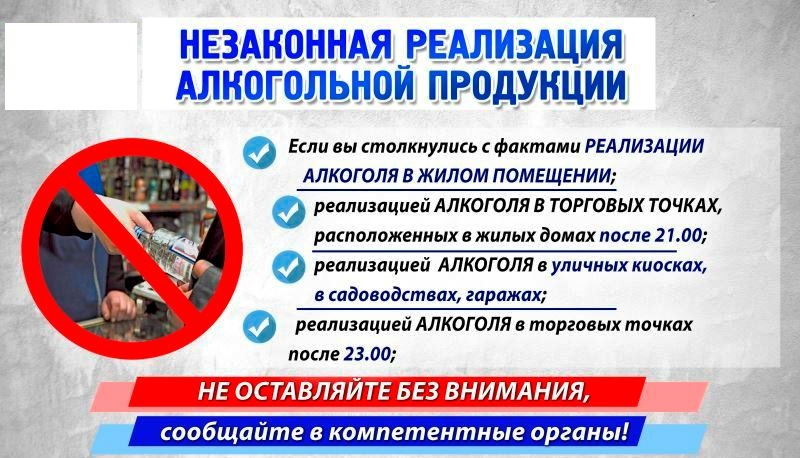 НЕЗАКОННАЯ РЕАЛИЗАЦИЯ
АЛКОГОЛЬНОЙ ПРОДУКЦИИ
Если вы столкнулись с фактами РЕАЛИЗАЦИИ
АЛКОГОЛЯ В ЖИЛОМ ПОМЕЩЕНИИ;
реализацией АЛКОГОЛЯ В ТОРГОВЫХ ТОЧКАХ,
расположенных в жилых домах после 21.00;
реализацией АЛКОГОЛЯ в уличных киосках,
в садоводствах, гаражах;
реализацией АЛКОГОЛЯ в торговых точках
после 23.00;
НЕ ОСТАВЛЯЙТЕ БЕЗ ВНИМАНИЯ,
сообщайте в компетентные органы!